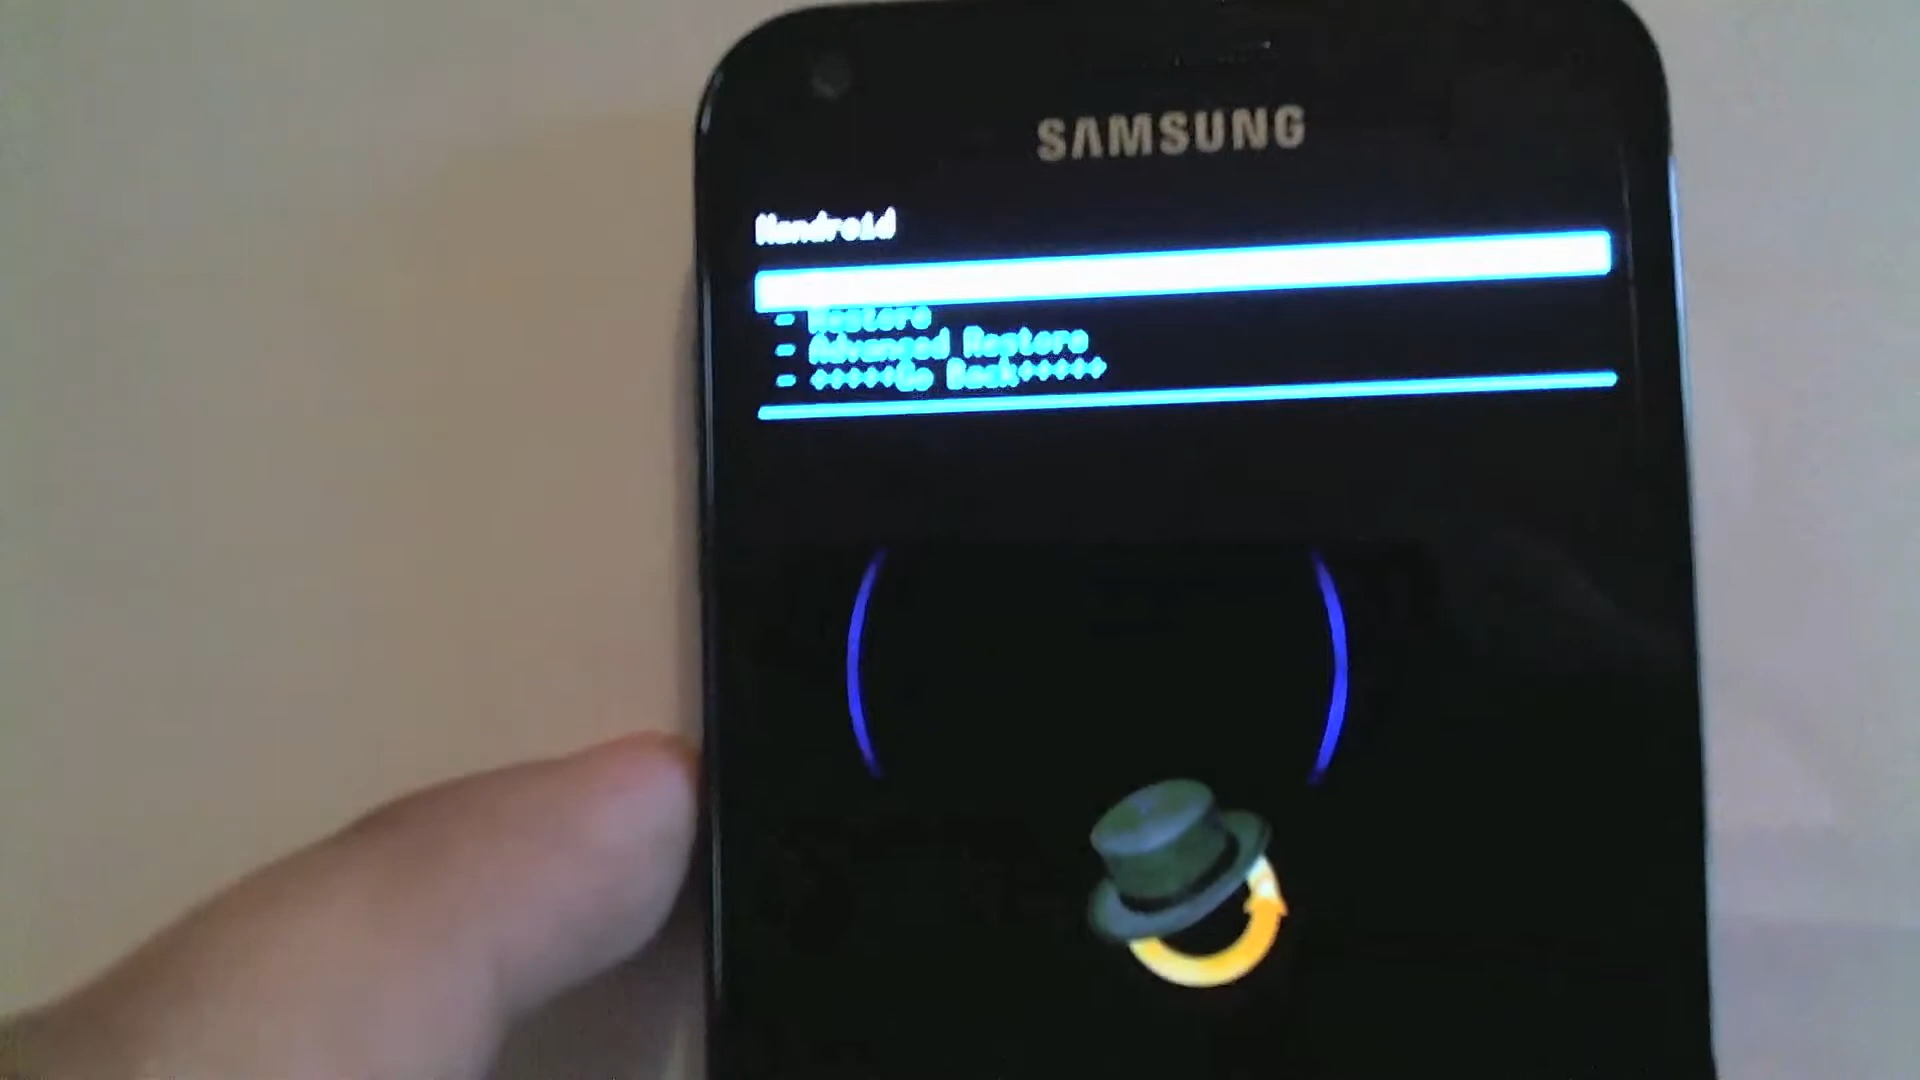 SAMSUNG
Nandroid
- Restore
- Advanced Restore
- +++++Go Back+++++